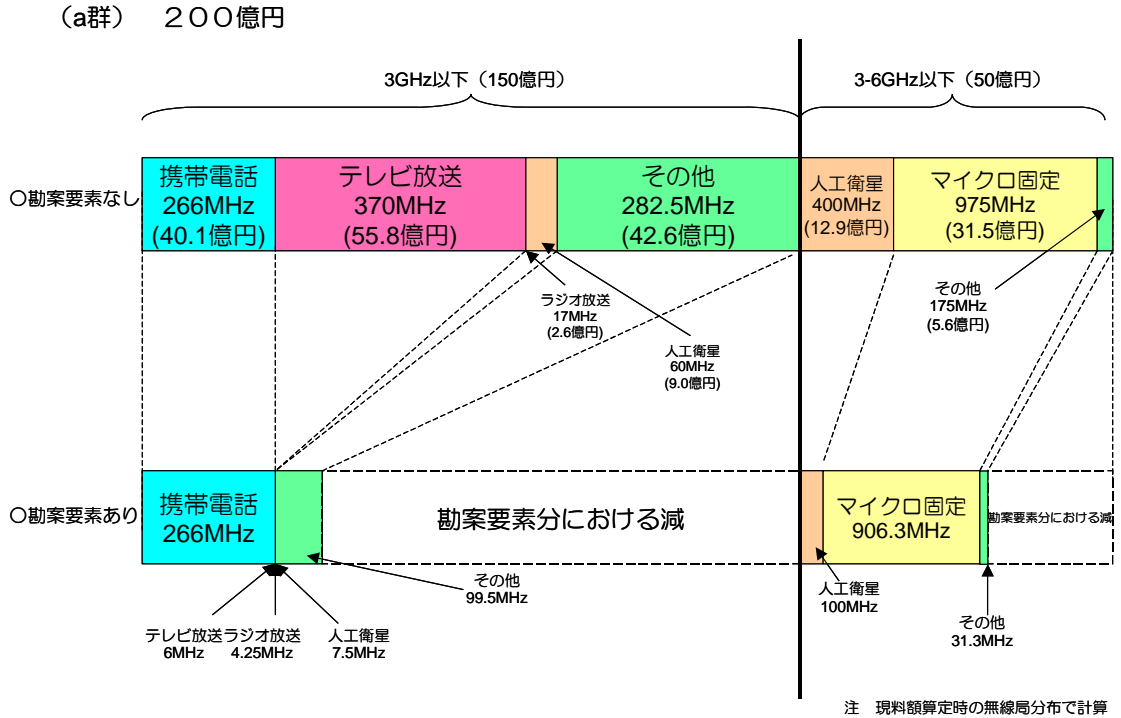 （a群）　２００億円
3GHz以下（150億円）
3-6GHz以下（50億円）
○勘案要素なし
携帯電話
266MHz
(40.1億円)
テレビ放送
370MHz
(55.8億円)
その他
282.5MHz
(42.6億円)
人工衛星
400MHz
(12.9億円)
マイクロ固定
975MHz
(31.5億円)
ラジオ放送
17MHz
(2.6億円)
人工衛星
60MHz
(9.0億円)
その他
175MHz
(5.6億円)
○勘案要素あり
携帯電話
266MHz
勘案要素分における減
マイクロ固定
906.3MHz
勘案要素分における減
その他
99.5MHz
人工衛星
100MHz
その他
31.3MHz
テレビ放送
6MHz
ラジオ放送
4.25MHz
人工衛星
7.5MHz
注　現料額算定時の無線局分布で計算